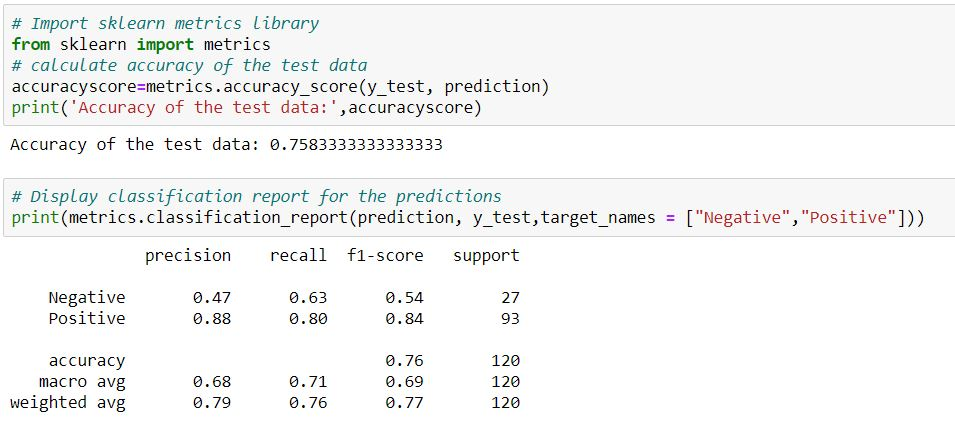 # Import sklearn metrics library
from sklearn import metrics
# calculate accuracy of the test data
accuracyscore=metrics.accuracy_score(y_test, prediction)
print('Accuracy of the test data:',accuracyscore)
Accuracy of the test data: 0.7583333333333333
# Display classification report for the predictions
print(metrics.classification_report(prediction, y_test,target_names = ["Negative","Positive"]))
precision recall f1-score support
Negative 0.47 0.63 0.54 27
Positive 0.88 0.80 0.84 93
accuracy 0.76 120
macro avg 0.68 0.71 0.69 120
weighted avg 0.79 0.76 0.77 120